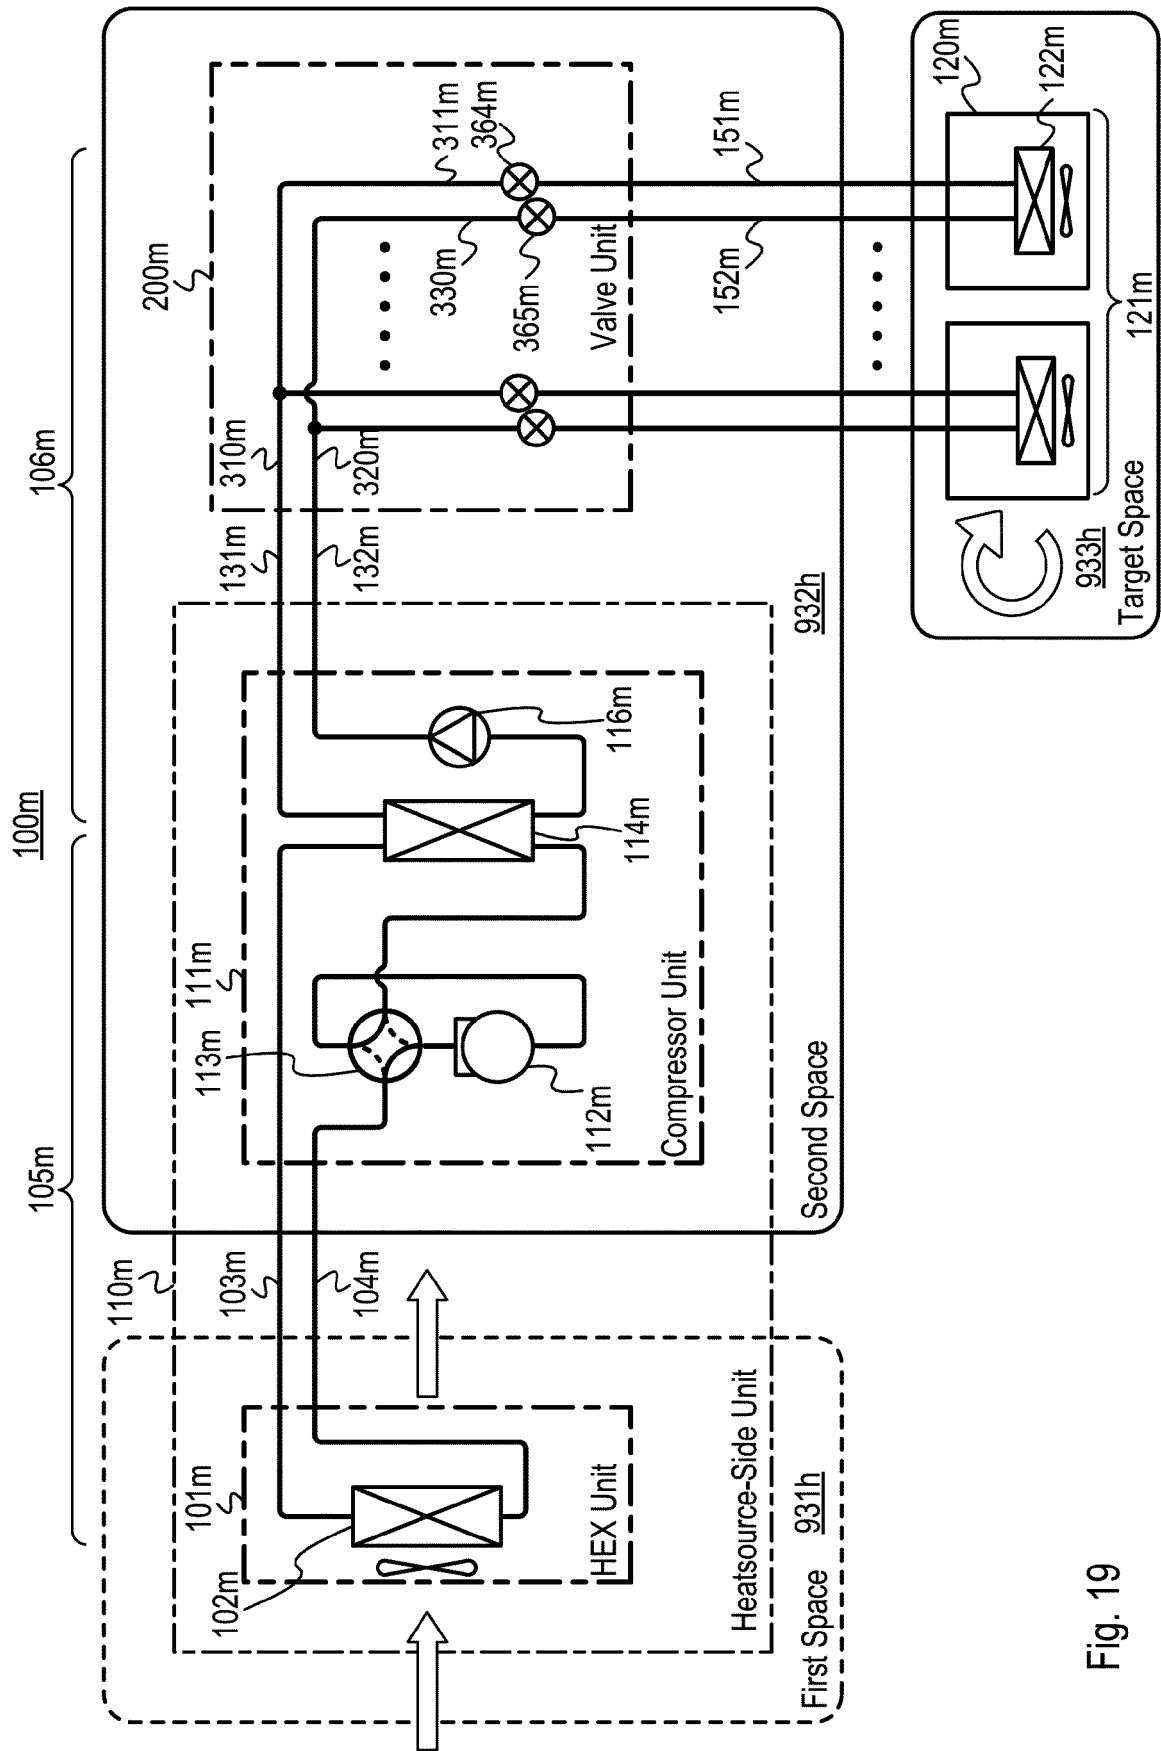 100m
105m
106m
110m
111m
200m
101m
103m
113m
131m
310m
311m
364m
102m
104m
132m
320m
330m
365m
HEX Unit
112m
114m
116m
Valve Unit
Compressor Unit
151m
152m
Heatsource-Side Unit
First Space
931h
Second Space
932h
120m
122m
933h
Target Space
121m
Fig. 19